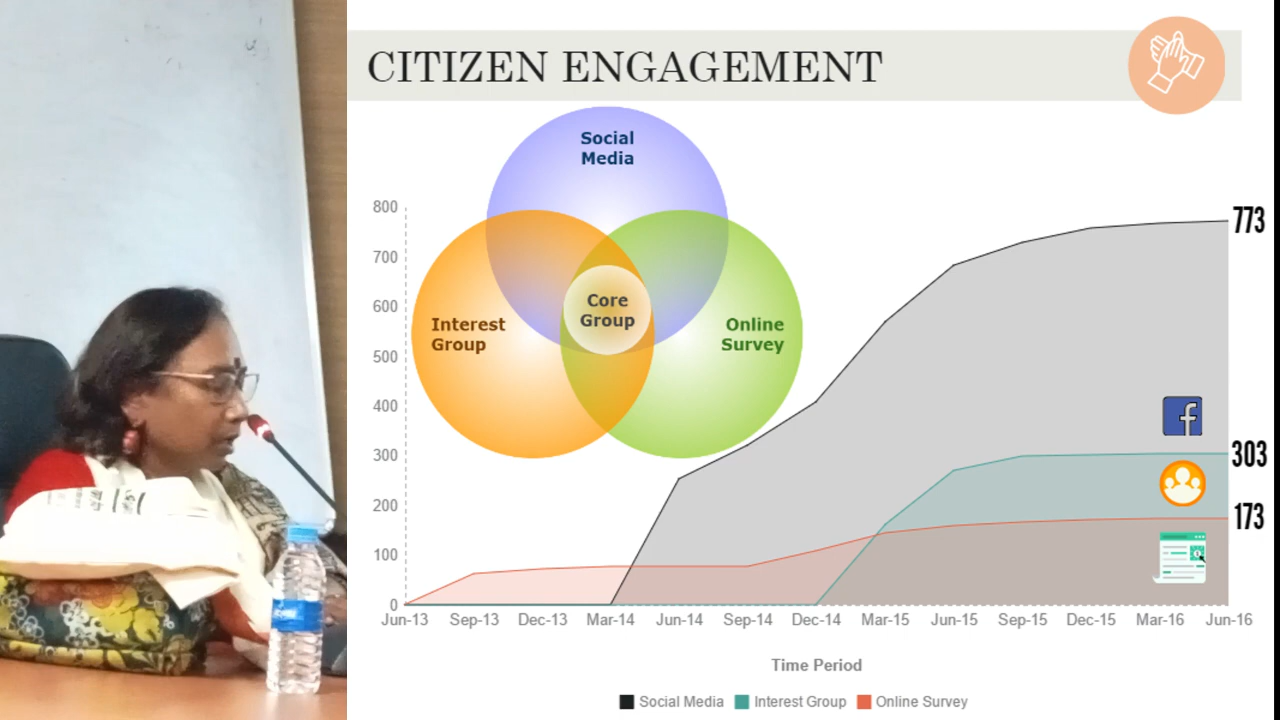 CITIZEN ENGAGEMENT
Social
Media
Interest
Group
Core
Group
Online
Survey
800
700
600
500
400
300
200
100
0
773
303
173
Jun-13 Sep-13 Dec-13 Mar-14 Jun-14 Sep-14 Dec-14 Mar-15 Jun-15 Sep-15 Dec-15 Mar-16 Jun-16
Time Period
Social Media Interest Group Online Survey